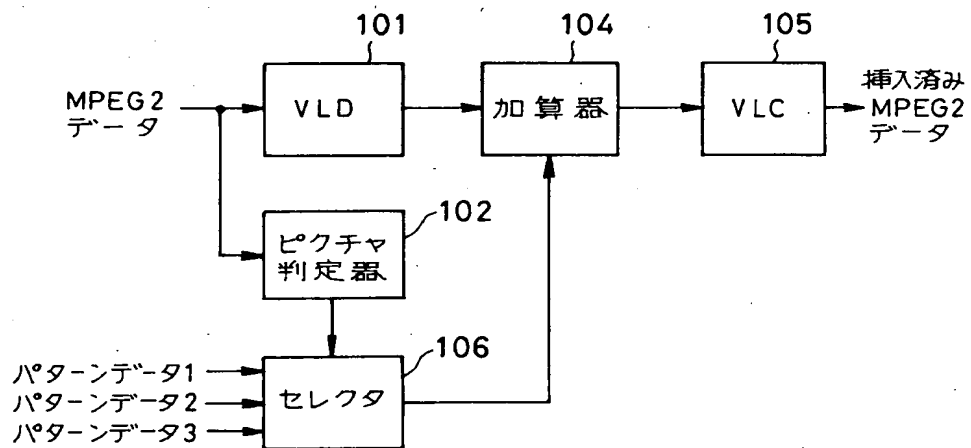 101
104
105
MPEG2
データ
VLD
加算器
VLC
挿入済み
MPEG2
データ
102
ピクチャ
判定器
106
パターンデータ1
パターンデータ2
パターンデータ3
セレクタ